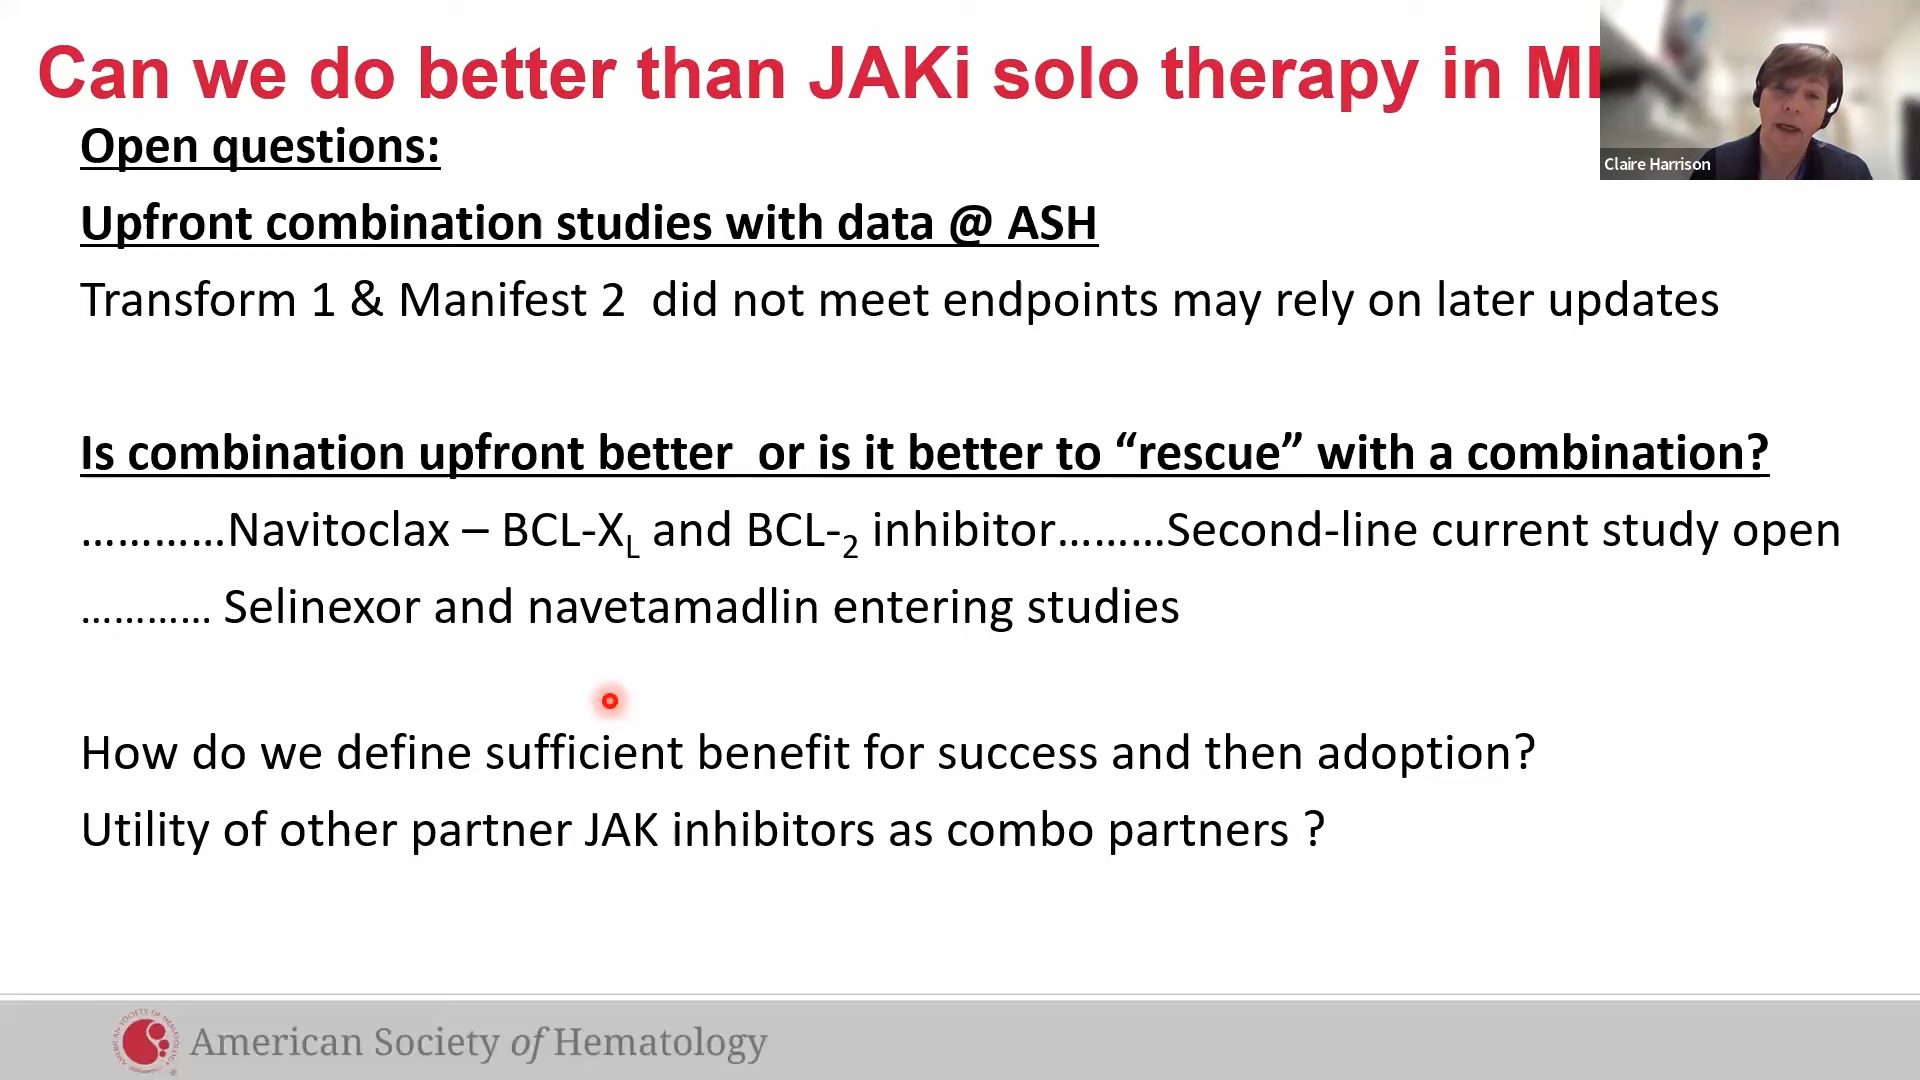 Can we do better than JAKi solo therapy in
Claire Harrison
Open questions:
Upfront combination studies with data @ ASH
Transform 1 & Manifest 2 did not meet endpoints may rely on later updates
Is combination upfront better or is it better to “rescue” with a combination?
…………Navitoclax – BCL-XL and BCL-2 inhibitor………Second-line current study open
………… Selinexor and navetamadlin entering studies
How do we define sufficient benefit for success and then adoption?
Utility of other partner JAK inhibitors as combo partners ?
American Society of Hematology